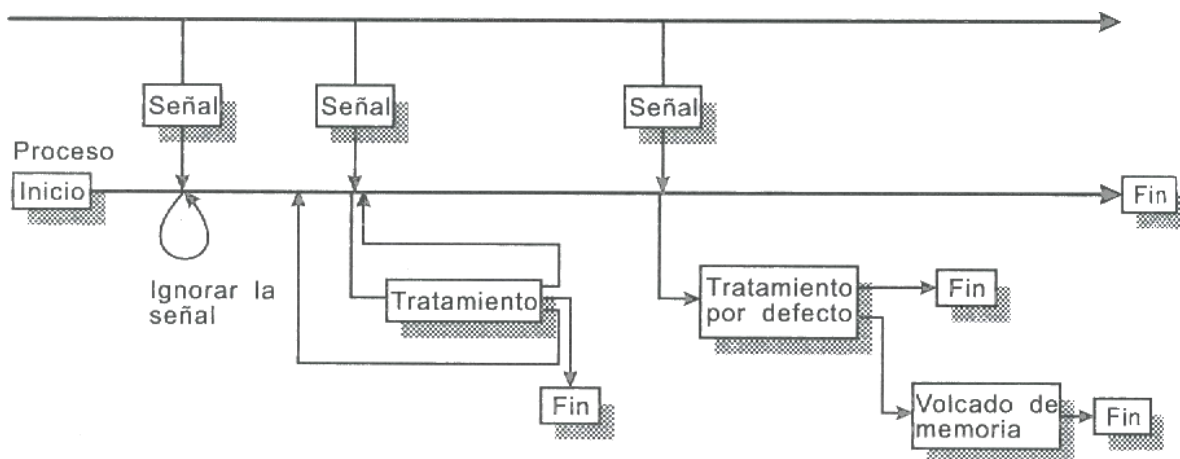 Señal
Señal
Señal
Proceso
Inicio
Fin
Ignorar la
señal
Tratamiento
Fin
Tratamiento
por defecto
Fin
Volcado de
memoria
Fin